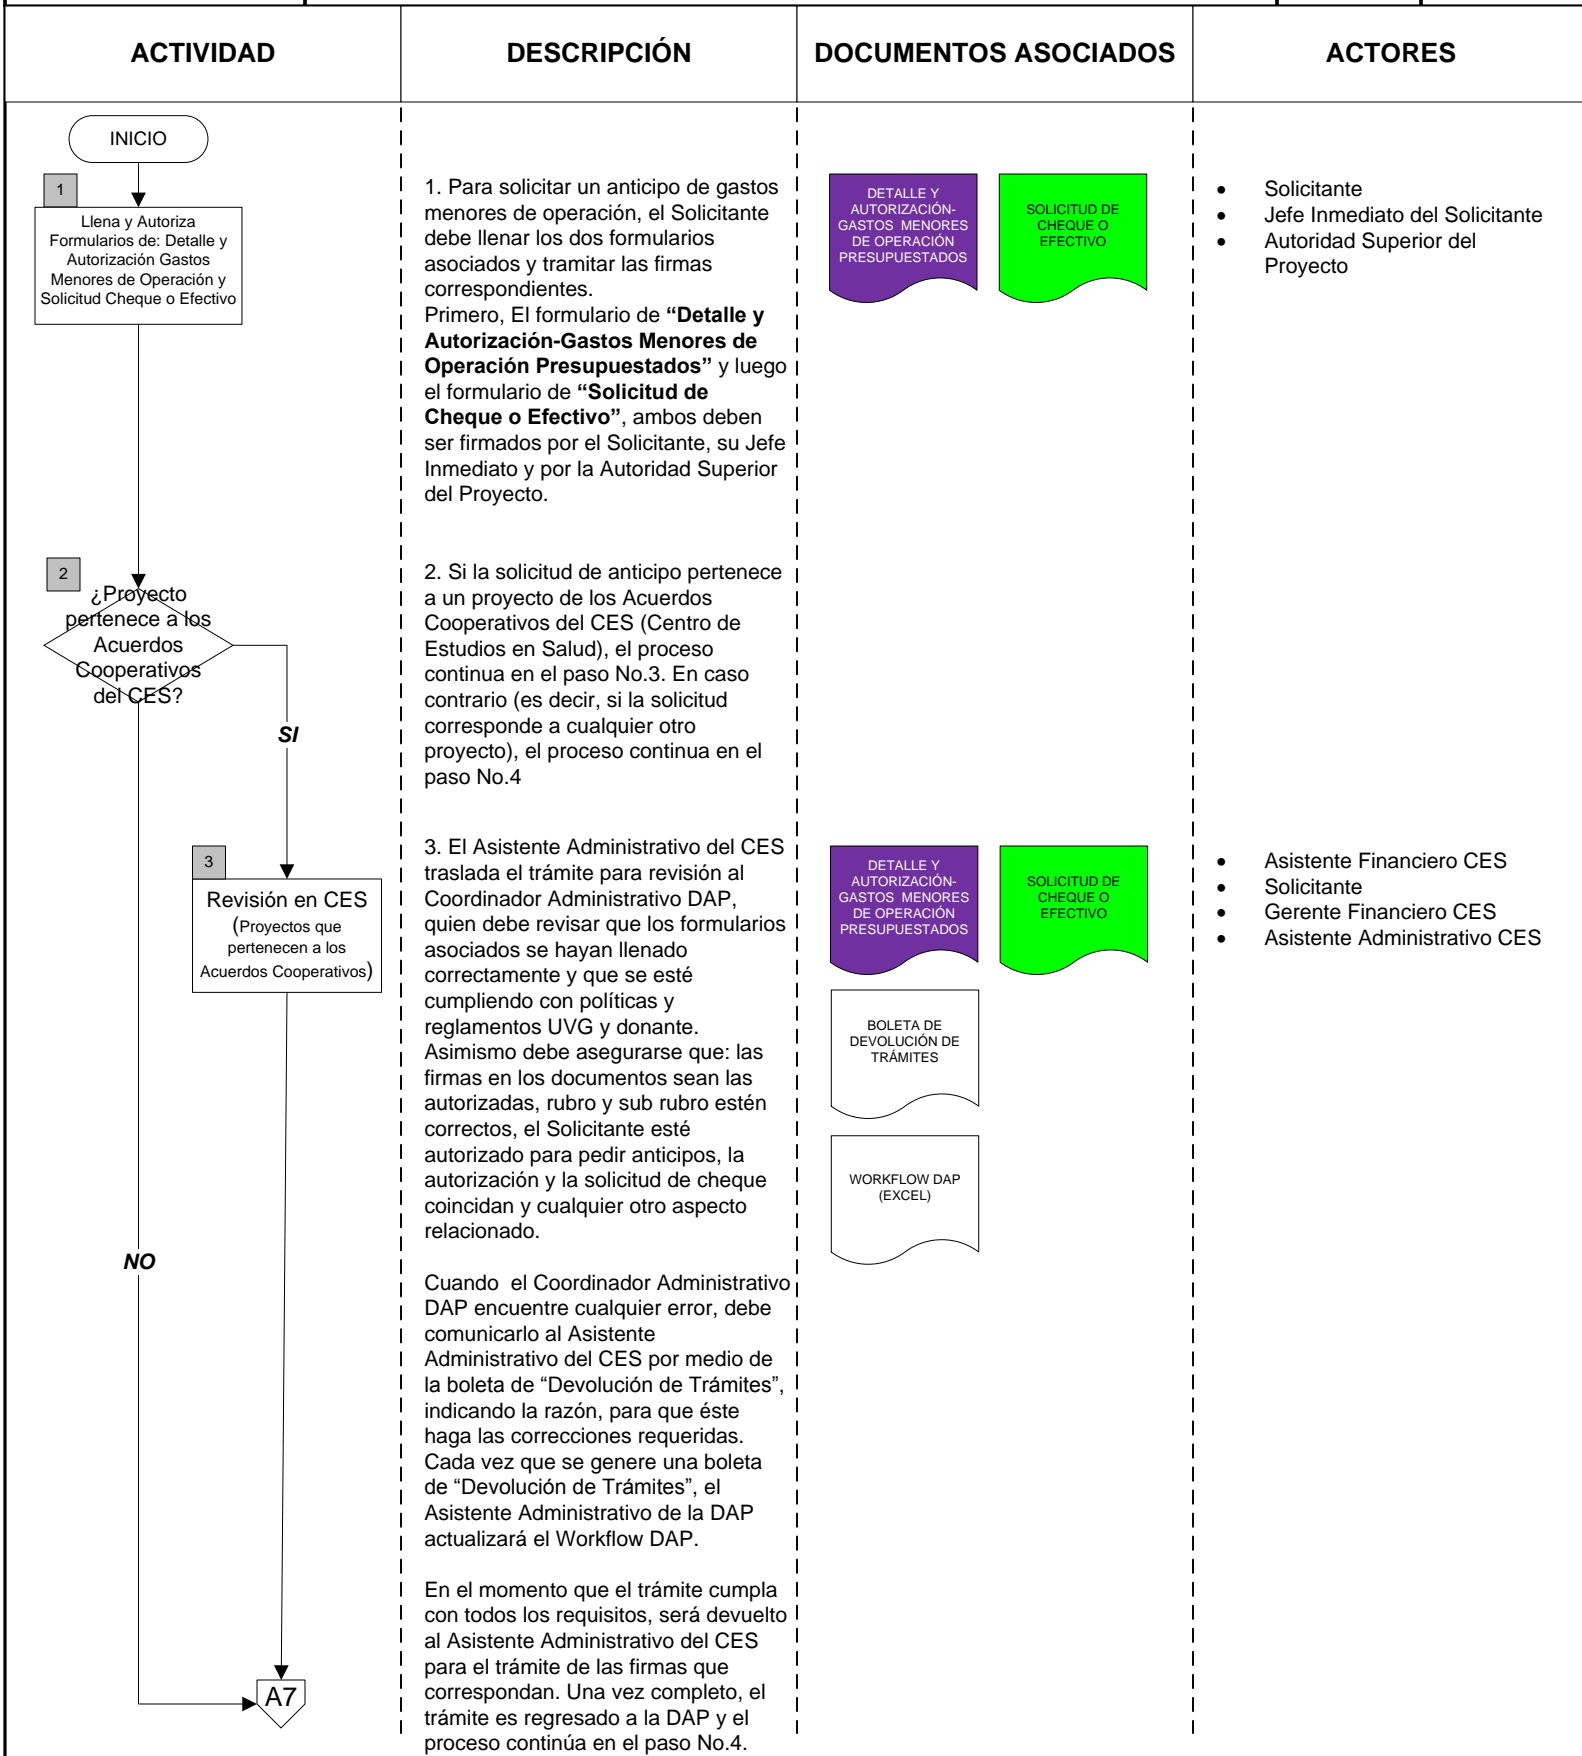 ACTIVIDAD
DESCRIPCIÓN
DOCUMENTOS ASOCIADOS
ACTORES
INICIO
1
Llena y Autoriza
Formularios de: Detalle y
Autorización Gastos
Menores de Operación y
Solicitud Cheque o Efectivo
1. Para solicitar un anticipo de gastos
menores de operación, el Solicitante
debe llenar los dos formularios
asociados y tramitar las firmas
correspondientes.
Primero, El formulario de “Detalle y
Autorización-Gastos Menores de
Operación Presupuestados” y luego
el formulario de “Solicitud de
Cheque o Efectivo”, ambos deben
ser firmados por el Solicitante, su Jefe
Inmediato y por la Autoridad Superior
del Proyecto.
DETALLE Y
AUTORIZACIÓN-
GASTOS MENORES
DE OPERACIÓN
PRESUPUESTADOS
SOLICITUD DE
CHEQUE O
EFECTIVO
• Solicitante
• Jefe Inmediato del Solicitante
• Autoridad Superior del
Proyecto
2
¿Proyecto
pertenece a los
Acuerdos
Cooperativos
del CES?
SI
NO
2. Si la solicitud de anticipo pertenece
a un proyecto de los Acuerdos
Cooperativos del CES (Centro de
Estudios en Salud), el proceso
continua en el paso No.3. En caso
contrario (es decir, si la solicitud
corresponde a cualquier otro
proyecto), el proceso continua en el
paso No.4
3
Revisión en CES
(Proyectos que
pertenecen a los
Acuerdos Cooperativos)
3. El Asistente Administrativo del CES
traslada el trámite para revisión al
Coordinador Administrativo DAP,
quien debe revisar que los formularios
asociados se hayan llenado
correctamente y que se esté
cumpliendo con políticas y
reglamentos UVG y donante.
Asimismo debe asegurarse que: las
firmas en los documentos sean las
autorizadas, rubro y sub rubro estén
correctos, el Solicitante esté
autorizado para pedir anticipos, la
autorización y la solicitud de cheque
coincidan y cualquier otro aspecto
relacionado.
Cuando  el Coordinador Administrativo
DAP encuentre cualquier error, debe
comunicarlo al Asistente
Administrativo del CES por medio de
la boleta de “Devolución de Trámites”,
indicando la razón, para que éste
haga las correcciones requeridas.
Cada vez que se genere una boleta
de “Devolución de Trámites”, el
Asistente Administrativo de la DAP
actualizará el Workflow DAP.
En el momento que el trámite cumpla
con todos los requisitos, será devuelto
al Asistente Administrativo del CES
para el trámite de las firmas que
correspondan. Una vez completo, el
trámite es regresado a la DAP y el
proceso continúa en el paso No.4.
DETALLE Y
AUTORIZACIÓN-
GASTOS MENORES
DE OPERACIÓN
PRESUPUESTADOS
SOLICITUD DE
CHEQUE O
EFECTIVO
BOLETA DE
DEVOLUCIÓN DE
TRÁMITES
WORKFLOW DAP
(EXCEL)
• Asistente Financiero CES
• Solicitante
• Gerente Financiero CES
• Asistente Administrativo CES
A7